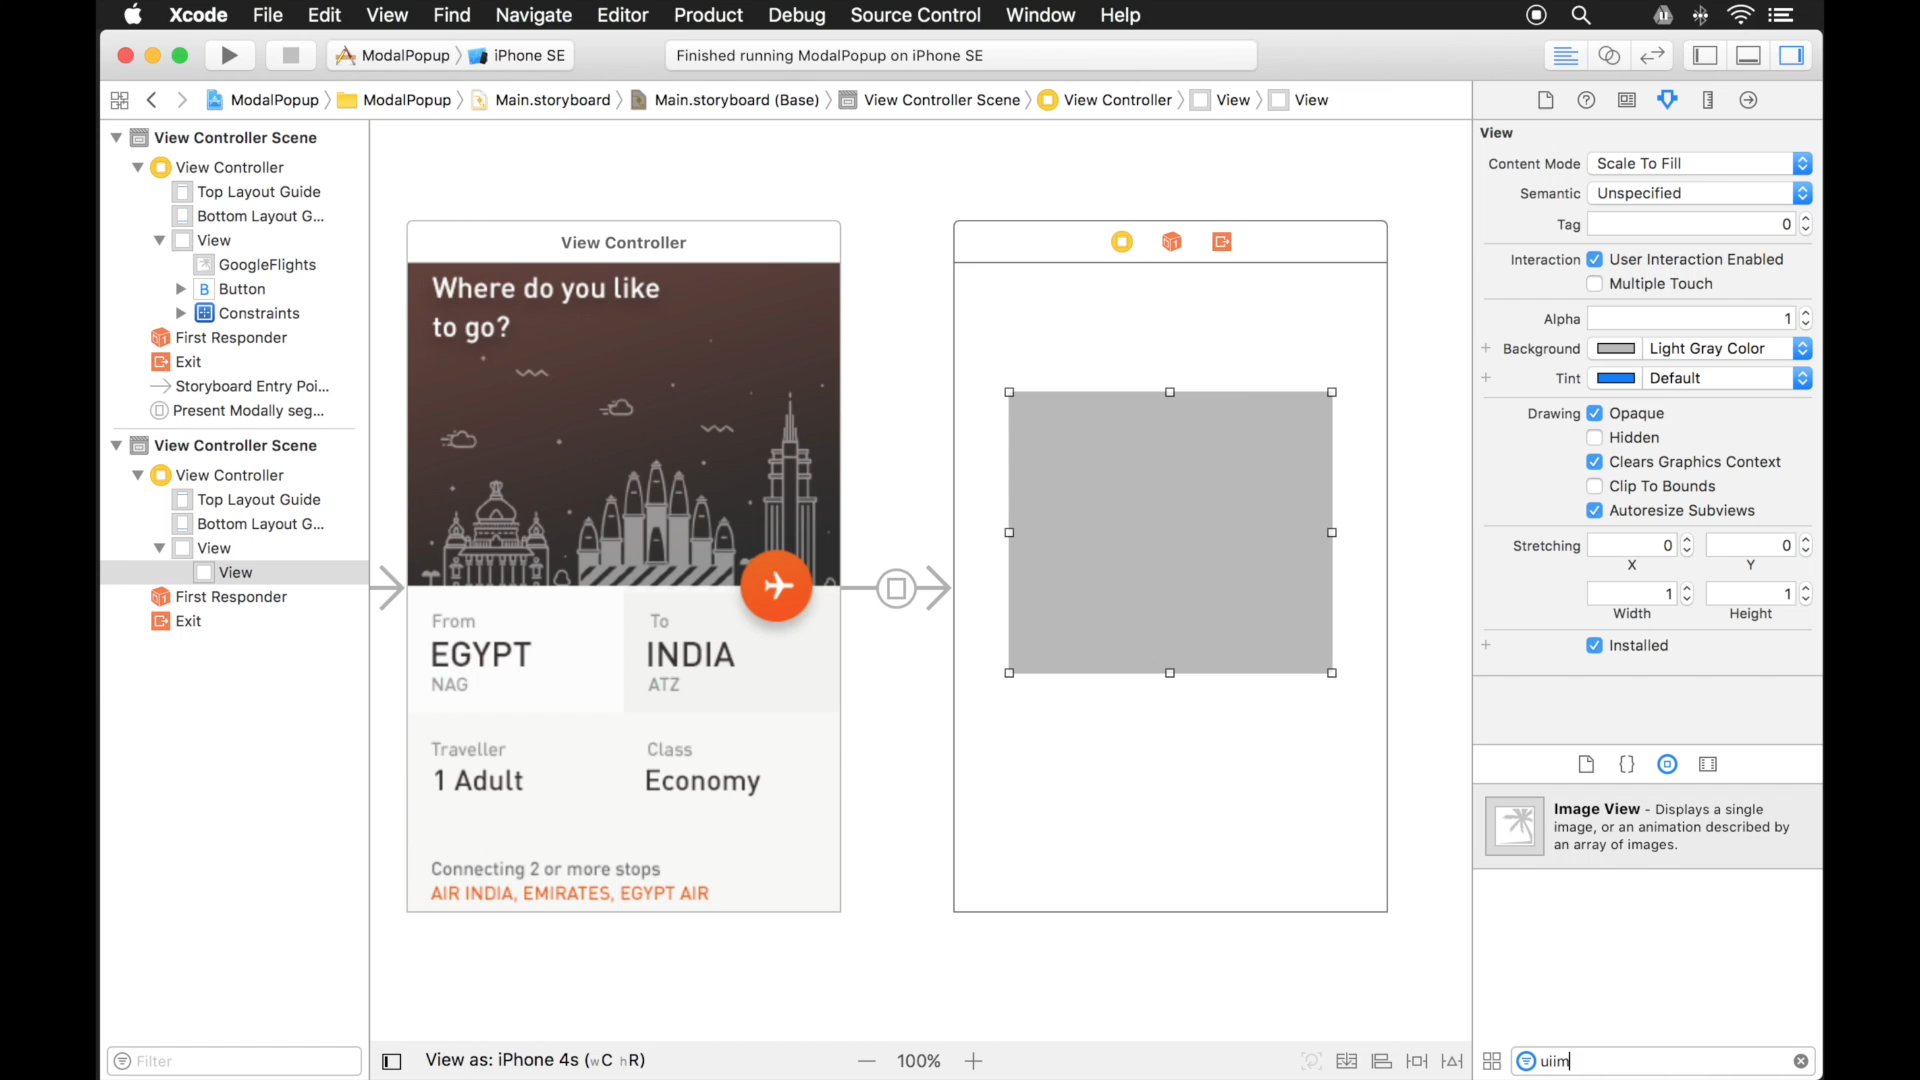 Xcode File Edit View Find Navigate Editor Product Debug Source Control Window Help
ModalPopup iPhone SE
Finished running ModalPopup on iPhone SE
ModalPopup ModalPopup Main.storyboard Main.storyboard (Base) View Controller Scene View Controller View View
View Controller Scene
View Controller
Top Layout Guide
Bottom Layout G...
View
GoogleFlights
B Button
Constraints
First Responder
Exit
Storyboard Entry Poi...
Present Modally seg...
View Controller Scene
View Controller
Top Layout Guide
Bottom Layout G...
View
View
First Responder
Exit
Filter
View Controller
Where do you like
to go?
From
EGYPT
NAG
To
INDIA
ATZ
Traveller
1 Adult
Class
Economy
Connecting 2 or more stops
AIR INDIA, EMIRATES, EGYPT AIR
View as: iPhone 4s (wC hR)
100%
View
Content Mode Scale To Fill
Semantic Unspecified
Tag 0
Interaction User Interaction Enabled
Multiple Touch
Alpha 1
Background Light Gray Color
Tint Default
Drawing Opaque
Hidden
Clears Graphics Context
Clip To Bounds
Autoresize Subviews
Stretching 0 0
X Y
1 1
Width Height
Installed
Image View - Displays a single
image, or an animation described by
an array of images.
uiim